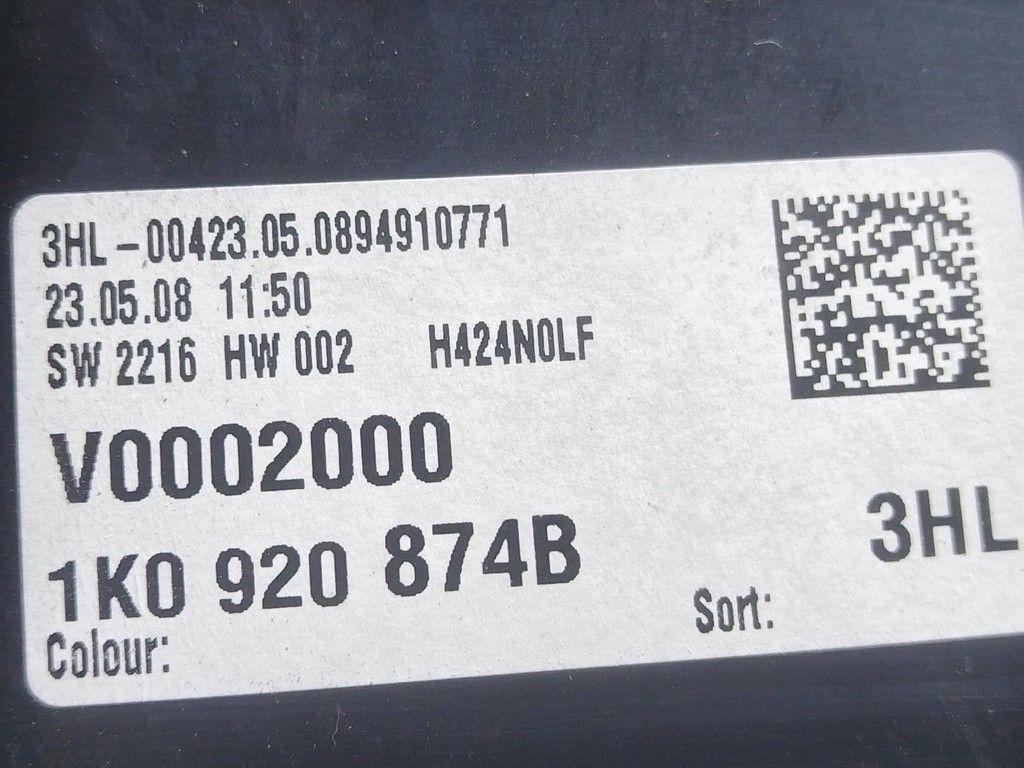 3HL-00423.05.0894910771
23.05.08 11:50
SW 2216 HW 002 H424N0LF
V0002000
1K0 920 874B 3HL
Colour: Sort: